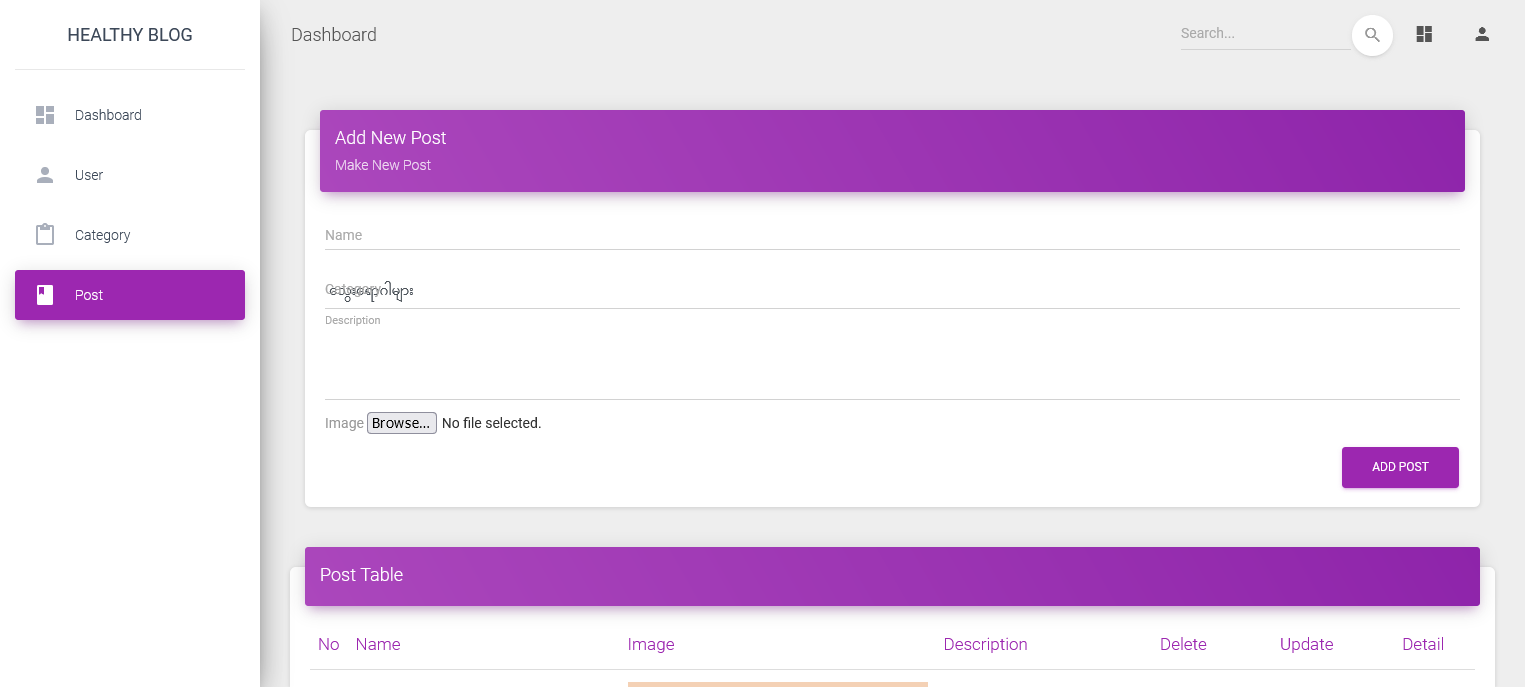 HEALTHY BLOG
Dashboard
User
Category
Post
Dashboard
Search...
Add New Post
Make New Post
Name
Category
သွေးရောဂါများ
Description
Image Browse... No file selected.
ADD POST
Post Table
No Name Image Description Delete Update Detail